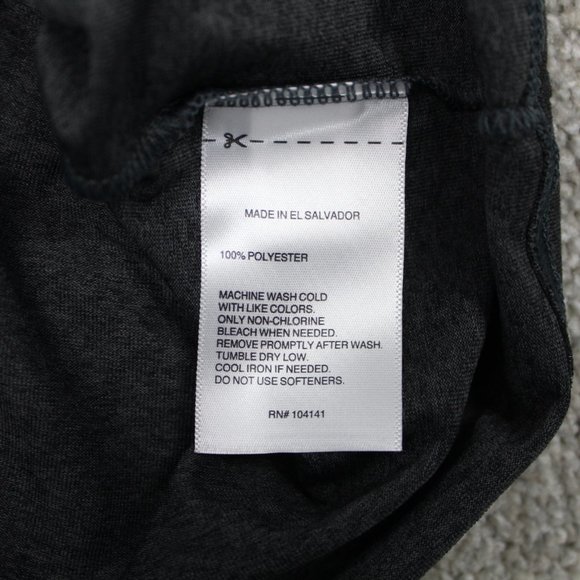 MADE IN EL SALVADOR
100% POLYESTER
MACHINE WASH COLD
WITH LIKE COLORS.
ONLY NON-CHLORINE
BLEACH WHEN NEEDED.
REMOVE PROMPTLY AFTER WASH.
TUMBLE DRY LOW.
COOL IRON IF NEEDED.
DO NOT USE SOFTENERS.
RN# 104141